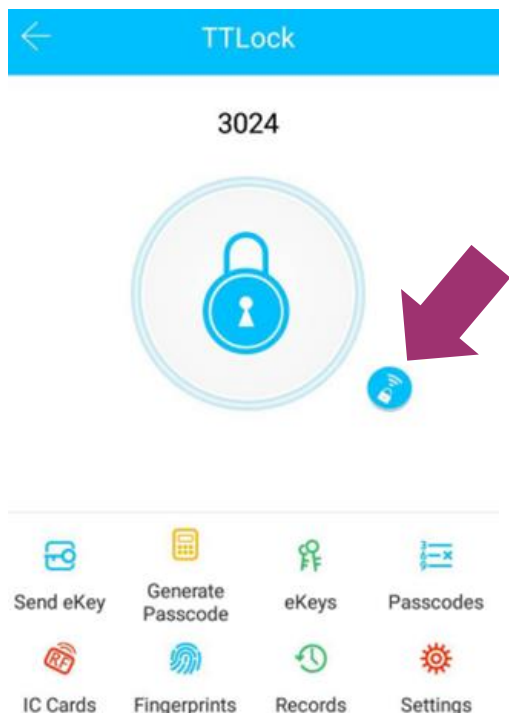 TTLock
3024
Send eKey
Generate
Passcode
eKeys
Passcodes
IC Cards
Fingerprints
Records
Settings